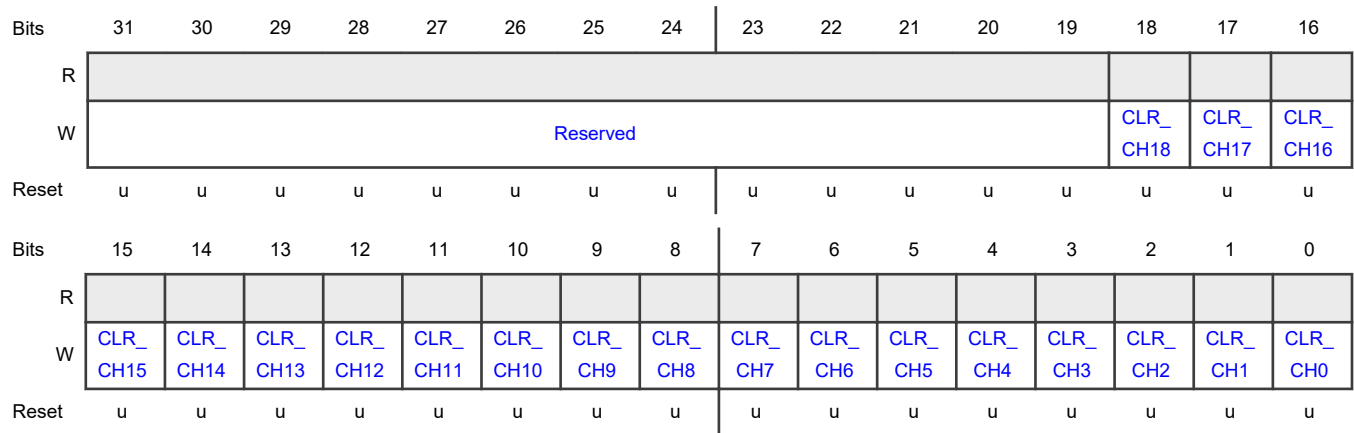 Bits 31 30 29 28 27 26 25 24 23 22 21 20 19 18 17 16
R
W Reserved CLR_ CH18 CLR_ CH17 CLR_ CH16
Reset u u u u u u u u u u u u u u u u
Bits 15 14 13 12 11 10 9 8 7 6 5 4 3 2 1 0
R
W CLR_ CH15 CLR_ CH14 CLR_ CH13 CLR_ CH12 CLR_ CH11 CLR_ CH10 CLR_ CH9 CLR_ CH8 CLR_ CH7 CLR_ CH6 CLR_ CH5 CLR_ CH4 CLR_ CH3 CLR_ CH2 CLR_ CH1 CLR_ CH0
Reset u u u u u u u u u u u u u u u u